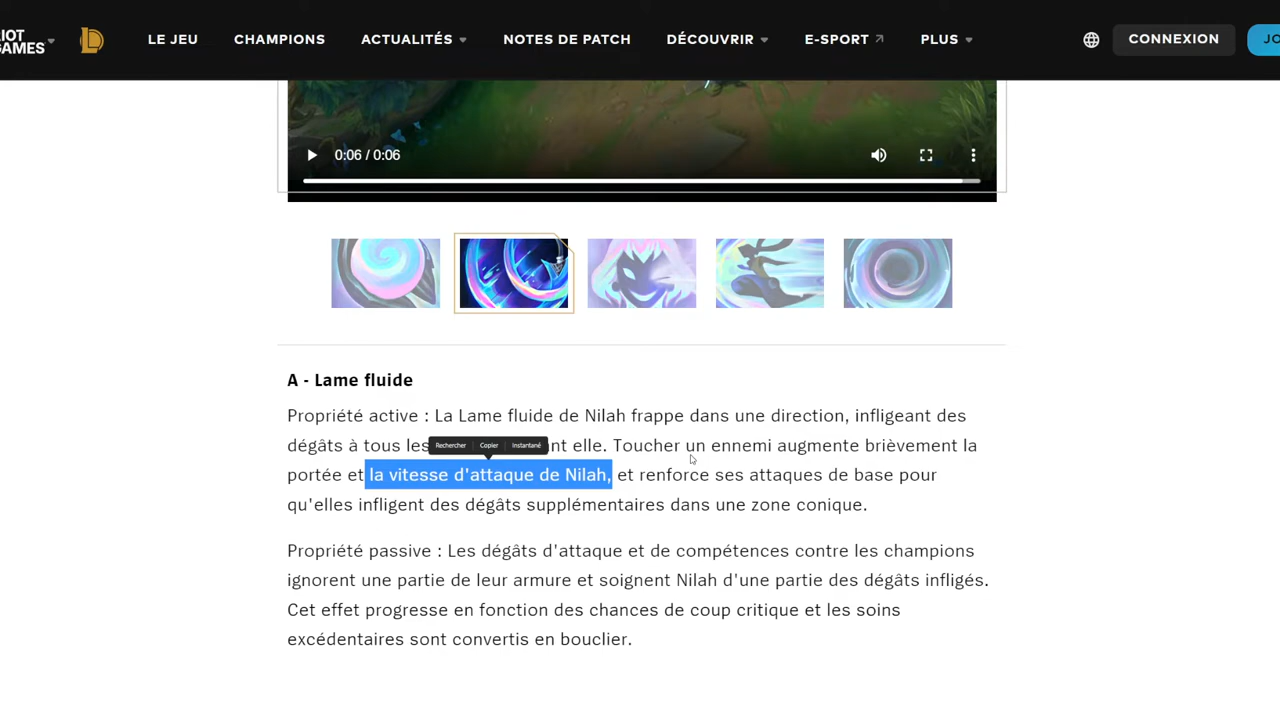 IOT
GAMES
LE JEU CHAMPIONS ACTUALITÉS NOTES DE PATCH DÉCOUVRIR E-SPORT PLUS CONNEXION JO
0:06 / 0:06
A - Lame fluide
Propriété active : La Lame fluide de Nilah frappe dans une direction, infligeant des
dégâts à tous les nt elle. Toucher un ennemi augmente brièvement la
Rechercher Copier Instantané
portée et la vitesse d'attaque de Nilah, et renforce ses attaques de base pour
qu'elles infligent des dégâts supplémentaires dans une zone conique.
Propriété passive : Les dégâts d'attaque et de compétences contre les champions
ignorent une partie de leur armure et soignent Nilah d'une partie des dégâts infligés.
Cet effet progresse en fonction des chances de coup critique et les soins
excédentaires sont convertis en bouclier.